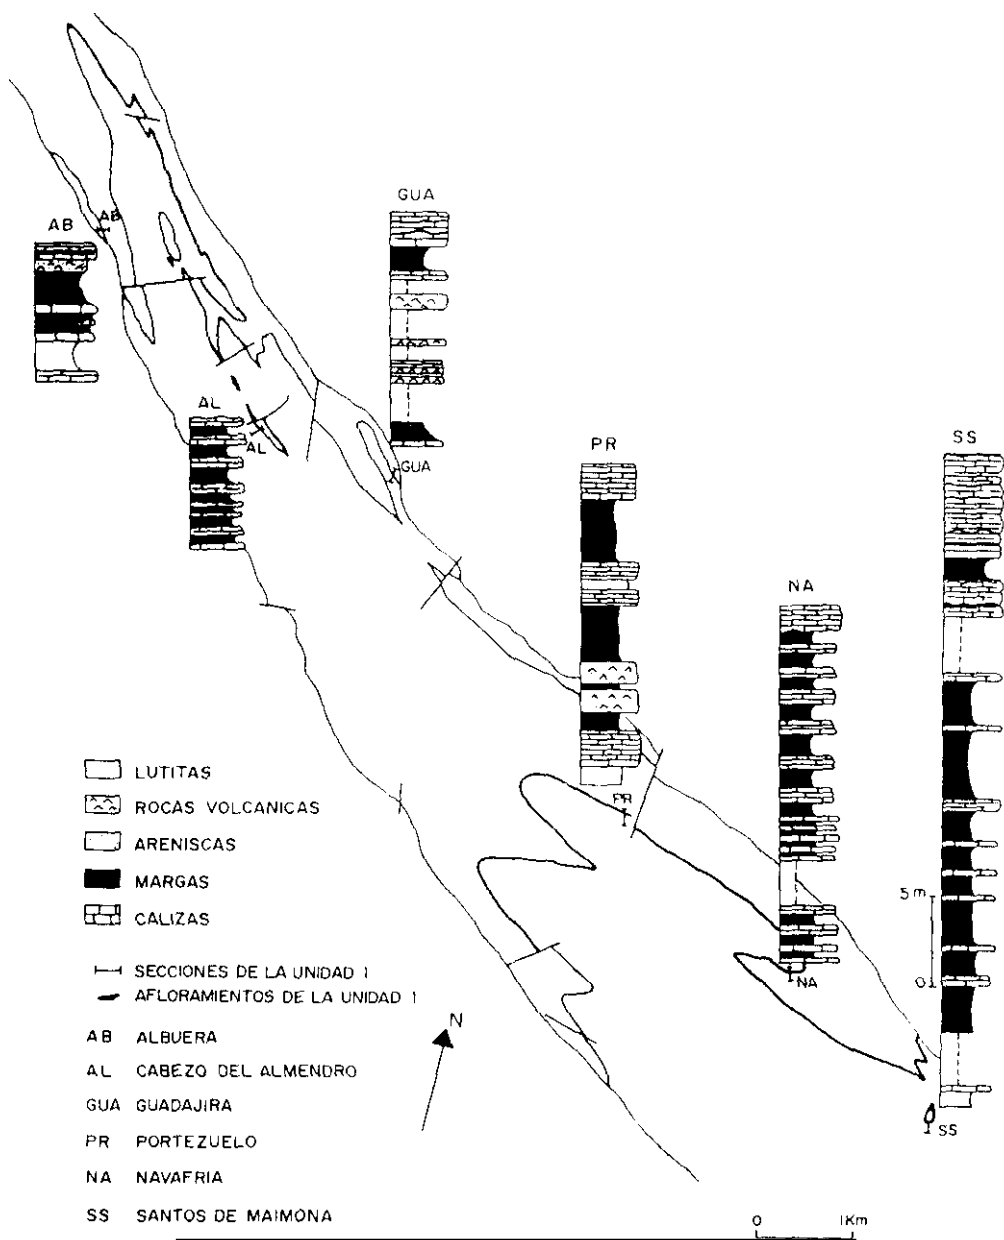 GUA
AB
AB
AL
AL
GUA
PR
SS
NA
PR
NA
SS
5m
0
LUTITAS
ROCAS VOLCANICAS
ARENISCAS
MARGAS
CALIZAS
SECCIONES DE LA UNIDAD 1
AFLORAMIENTOS DE LA UNIDAD 1
AB ALBUERA
AL CABEZO DEL ALMENDRO
GUA GUADAJIRA
PR PORTEZUELO
NA NAVAFRIA
SS SANTOS DE MAIMONA
N
0 1Km